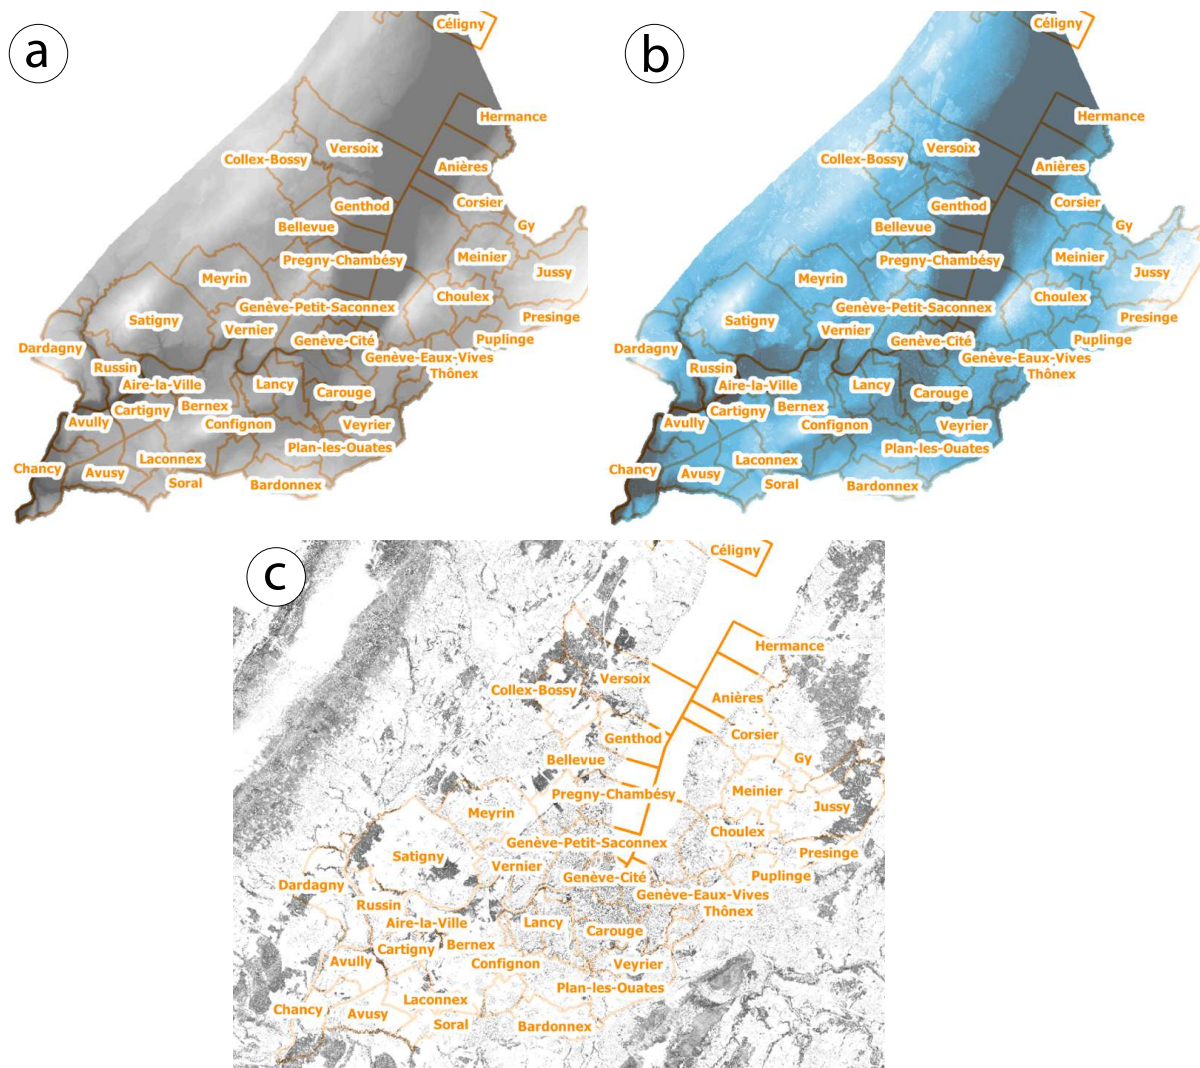 a
Céligny
Hermance
Versoix
Collex-Bossy
Anières
Genthod
Corsier
Gy
Bellevue
Pregny-Chambésy
Meinier
Meyrin
Jussy
Choulex
Genève-Petit-Saconnex
Satigny
Presinge
Vernier
Genève-Cité
Puplinge
Dardagny
Genève-Eaux-Vives
Russin
Thônex
Aire-la-Ville
Lancy
Carouge
Bernex
Cartigny
Avully
Confignon
Veyrier
Plan-les-Ouates
Laconnex
Chancy
Avusy
Soral
Bardonnex
b
Céligny
Hermance
Versoix
Collex-Bossy
Anières
Genthod
Corsier
Gy
Bellevue
Pregny-Chambésy
Meinier
Meyrin
Jussy
Choulex
Genève-Petit-Saconnex
Satigny
Presinge
Vernier
Genève-Cité
Puplinge
Dardagny
Genève-Eaux-Vives
Russin
Thônex
Aire-la-Ville
Lancy
Carouge
Bernex
Cartigny
Avully
Confignon
Veyrier
Plan-les-Ouates
Laconnex
Chancy
Avusy
Soral
Bardonnex
c
Céligny
Hermance
Versoix
Collex-Bossy
Anières
Corsier
Genthod
Gy
Bellevue
Pregny-Chambésy
Meinier
Jussy
Meyrin
Choulex
Genève-Petit-Saconnex
Satigny
Presinge
Vernier
Genève-Cité
Puplinge
Dardagny
Genève-Eaux-Vives
Russin
Thônex
Aire-la-Ville
Lancy
Carouge
Bernex
Cartigny
Avully
Confignon
Veyrier
Plan-les-Ouates
Laconnex
Chancy
Avusy
Soral
Bardonnex